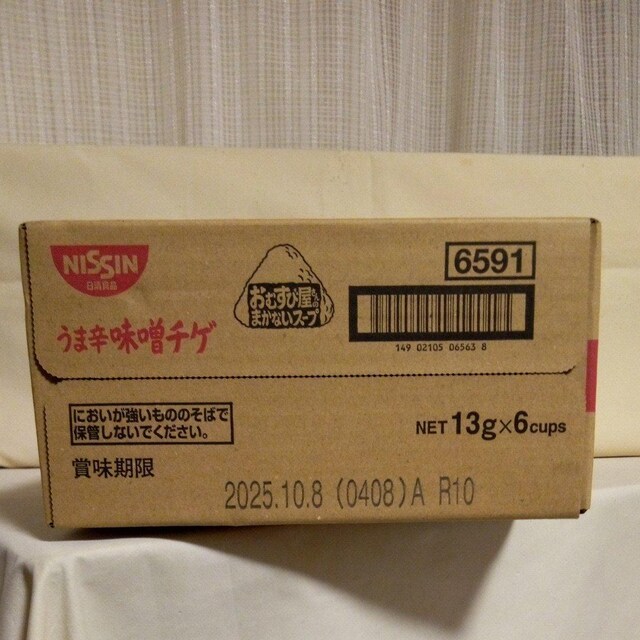 NISSIN
日清食品
うま辛味噌チゲ
おむすび屋さんの
まかないスープ
6591
149 02105 06563 8
においが強いもののそばで
保管しないでください。
NET 13g×6cups
賞味期限
2025.10.8 (0408)A R10